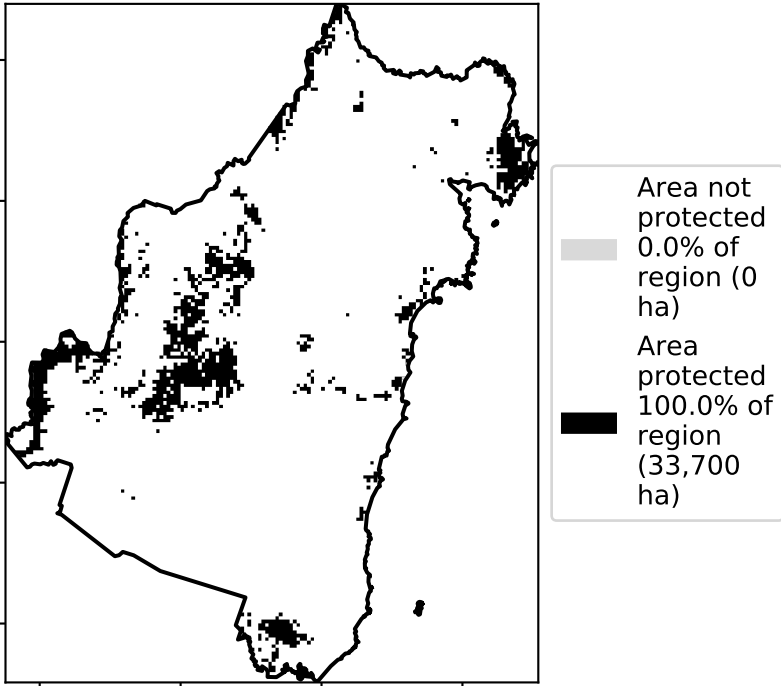 Area not
protected
0.0% of
region (0
ha)
Area
protected
100.0% of
region
(33,700
ha)